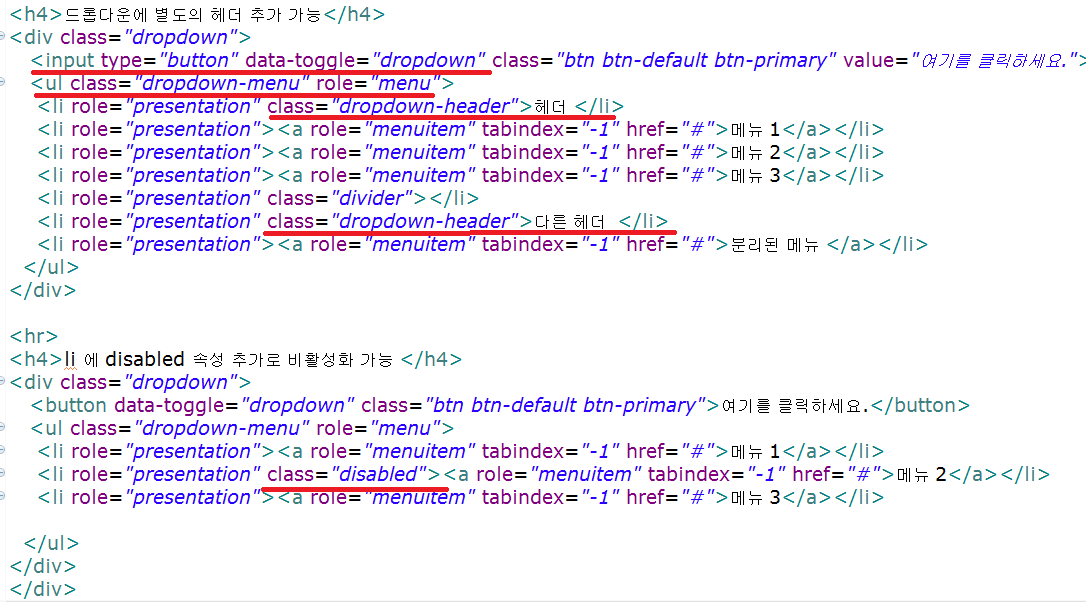 <h4>드롭다운에 별도의 헤더 추가 가능</h4>
<div class="dropdown">
<input type="button" data-toggle="dropdown" class="btn btn-default btn-primary" value="여기를 클릭하세요.">
<ul class="dropdown-menu" role="menu">
<li role="presentation" class="dropdown-header">헤더 </li>
<li role="presentation"><a role="menuitem" tabindex="-1" href="#">메뉴 1</a></li>
<li role="presentation"><a role="menuitem" tabindex="-1" href="#">메뉴 2</a></li>
<li role="presentation"><a role="menuitem" tabindex="-1" href="#">메뉴 3</a></li>
<li role="presentation" class="divider"></li>
<li role="presentation" class="dropdown-header">다른 헤더 </li>
<li role="presentation"><a role="menuitem" tabindex="-1" href="#">분리된 메뉴 </a></li>
</ul>
</div>
<hr>
<h4>li 에 disabled 속성 추가로 비활성화 가능 </h4>
<div class="dropdown">
<button data-toggle="dropdown" class="btn btn-default btn-primary">여기를 클릭하세요.</button>
<ul class="dropdown-menu" role="menu">
<li role="presentation"><a role="menuitem" tabindex="-1" href="#">메뉴 1</a></li>
<li role="presentation" class="disabled"><a role="menuitem" tabindex="-1" href="#">메뉴 2</a></li>
<li role="presentation"><a role="menuitem" tabindex="-1" href="#">메뉴 3</a></li>
</ul>
</div>
</div>